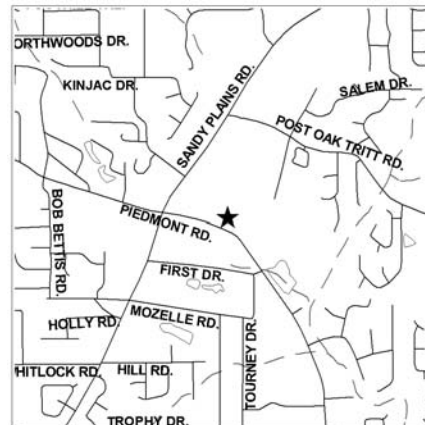 ORTHWOODS DR.
KINJAC DR.
SANDY PLAINS RD.
SALEM DR.
POST OAK TRITT RD.
BOB BETTIS RD.
PIEDMONT RD.
FIRST DR.
MOZELLE RD.
HOLLY RD.
TOURNEY DR.
HITLOCK RD.
HILL RD.
TROPHY DR.